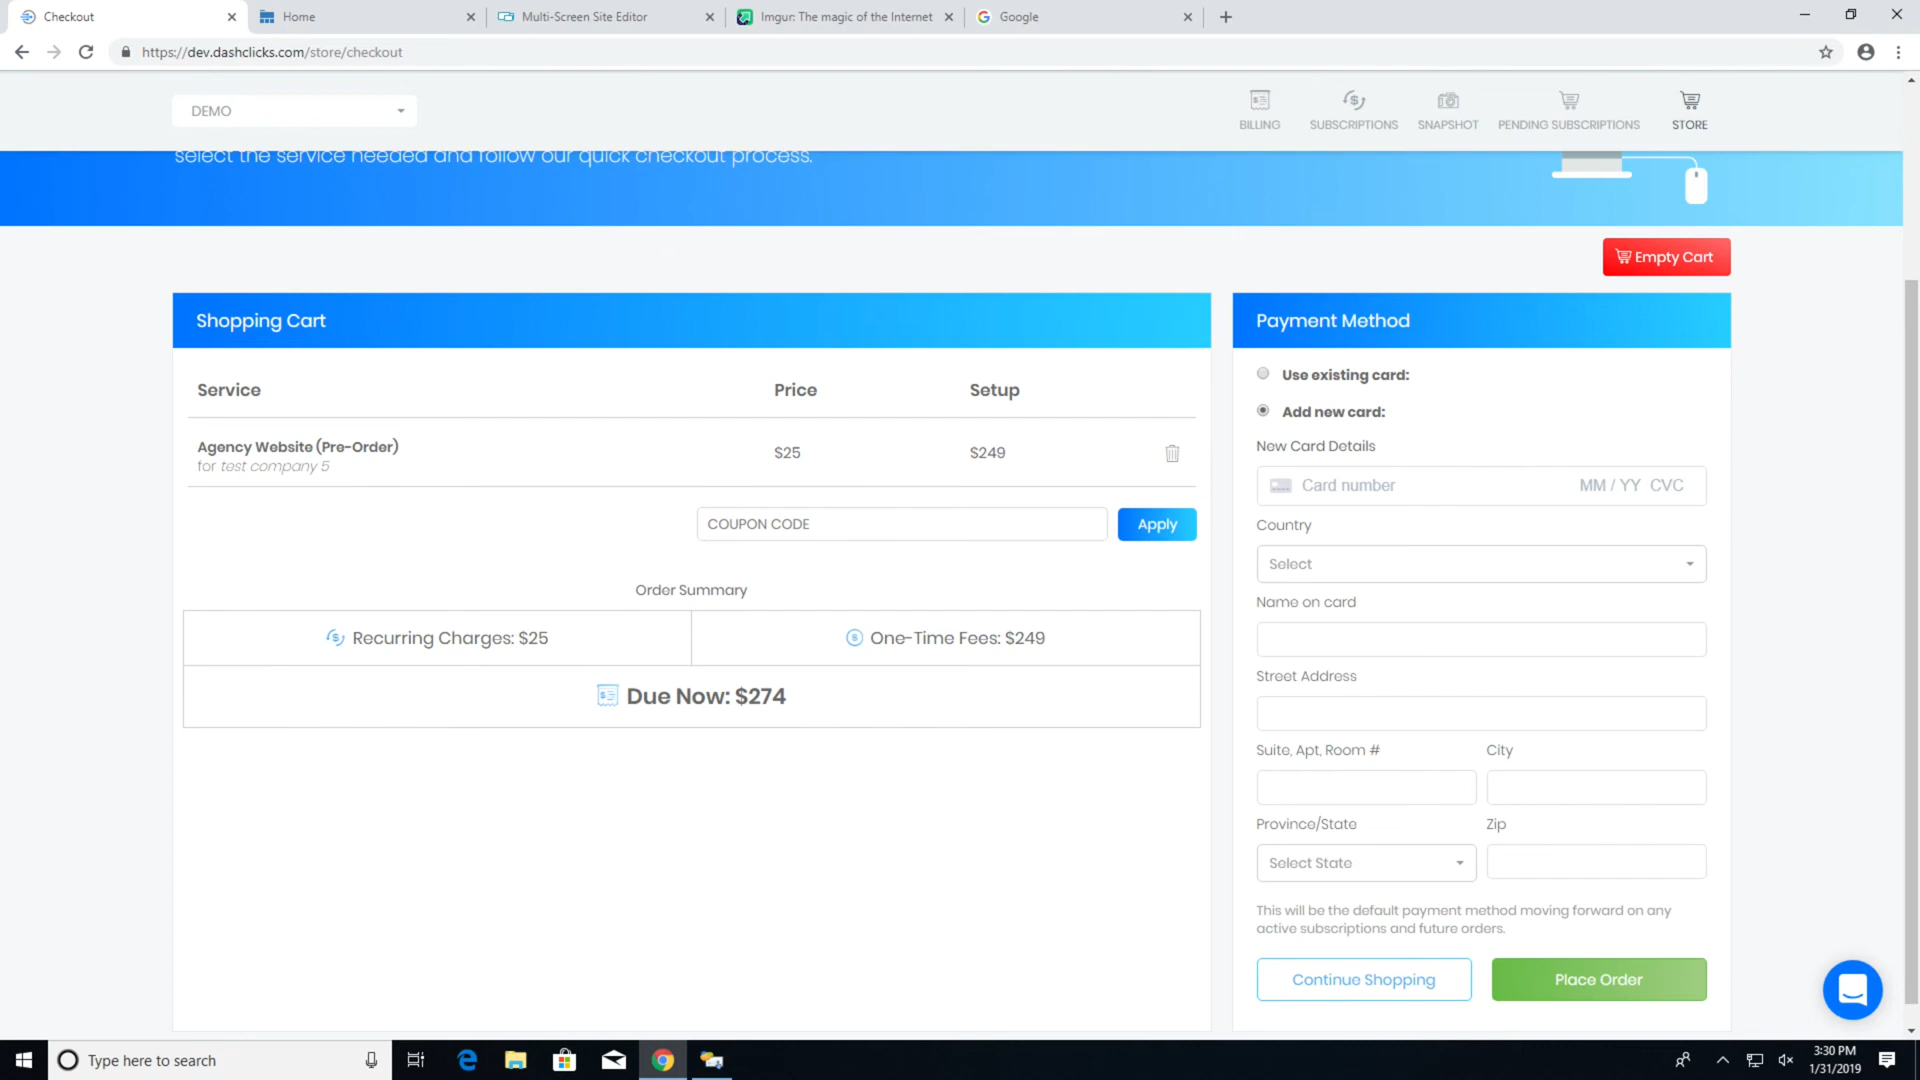 Checkout
Home
Multi-Screen Site Editor
Imgur: The magic of the Internet
Google
https://dev.dashclicks.com/store/checkout
DEMO
BILLING
SUBSCRIPTIONS
SNAPSHOT
PENDING SUBSCRIPTIONS
STORE
select the service needed and follow our quick checkout process.
Empty Cart
Shopping Cart
Service Price Setup
Agency Website (Pre-Order) $25 $249
for test company 5
COUPON CODE Apply
Order Summary
Recurring Charges: $25
One-Time Fees: $249
Due Now: $274
Payment Method
Use existing card:
Add new card:
New Card Details
Card number MM / YY CVC
Country
Select
Name on card
Street Address
Suite, Apt, Room # City
Province/State Zip
Select State
This will be the default payment method moving forward on any
active subscriptions and future orders.
Continue Shopping Place Order
Type here to search
3:30 PM
1/31/2019